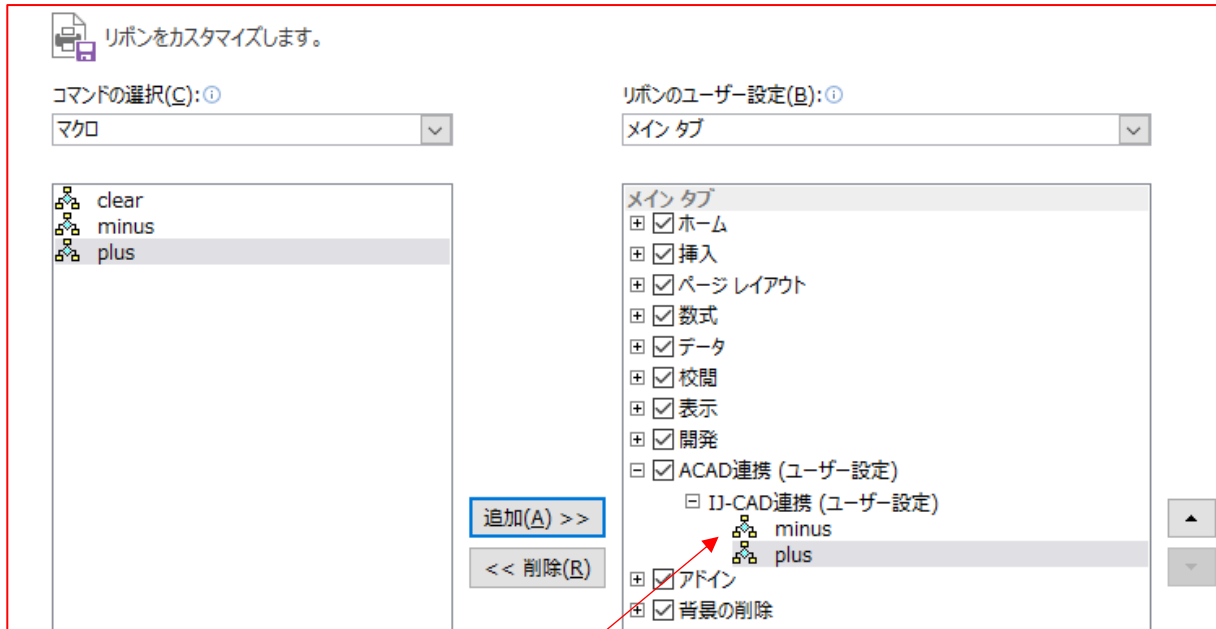 リボンをカスタマイズします。
コマンドの選択(C):
マクロ
clear
minus
plus
追加(A) >>
<< 削除(R)
リボンのユーザー設定(B):
メイン タブ
メイン タブ
ホーム
挿入
ページ レイアウト
数式
データ
校閲
表示
開発
ACAD連携 (ユーザー設定)
IJ-CAD連携 (ユーザー設定)
minus
plus
アドイン
背景の削除